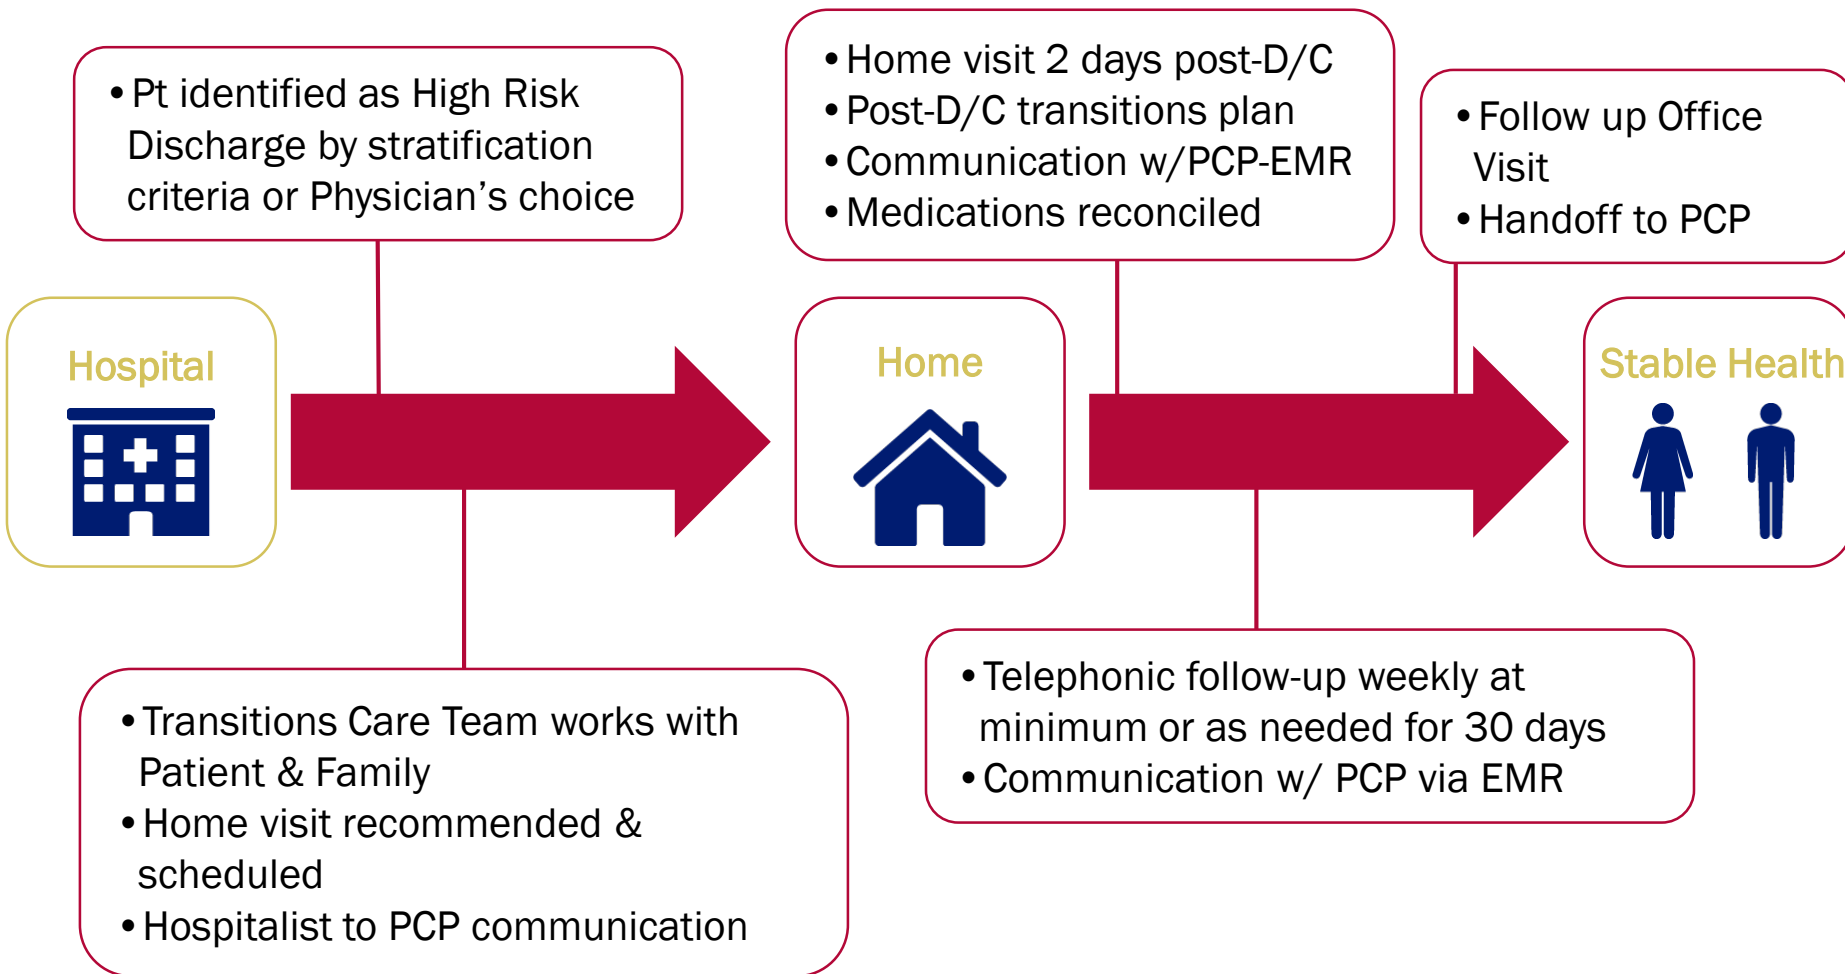 • Pt identified as High Risk
Discharge by stratification
criteria or Physician’s choice
• Home visit 2 days post-D/C
• Post-D/C transitions plan
• Communication w/PCP-EMR
• Medications reconciled
• Follow up Office
Visit
• Handoff to PCP
Hospital
Home
Stable Health
• Transitions Care Team works with
Patient & Family
• Home visit recommended &
scheduled
• Hospitalist to PCP communication
• Telephonic follow-up weekly at
minimum or as needed for 30 days
• Communication w/ PCP via EMR